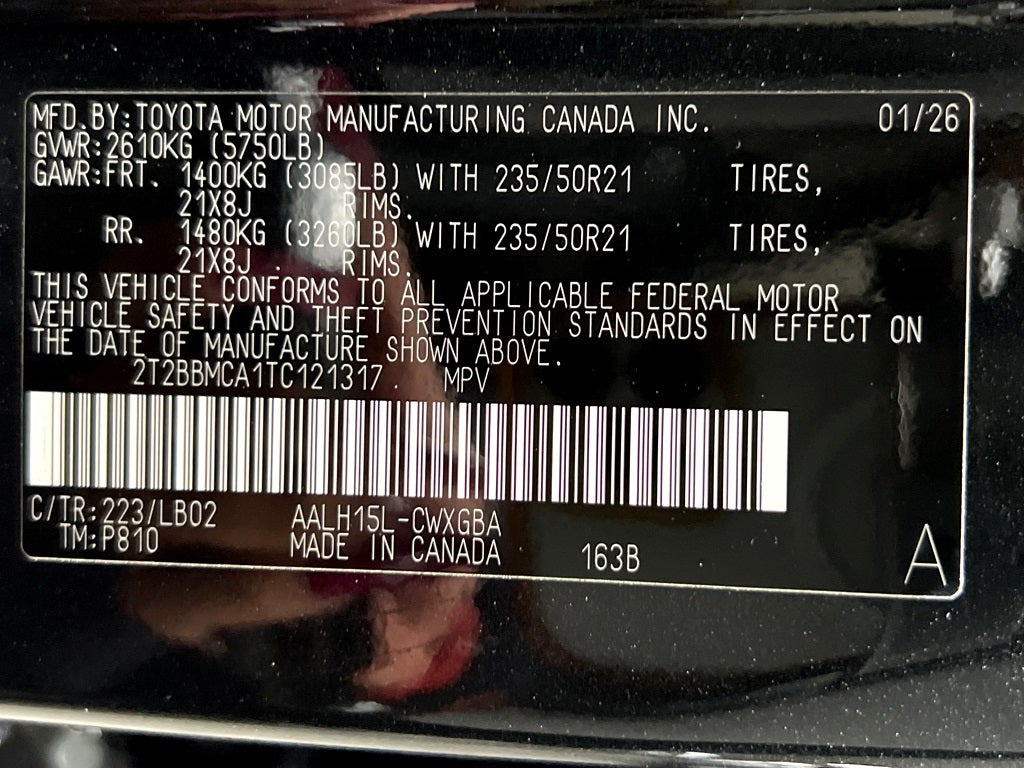 MFD.BY:TOYOTA MOTOR MANUFACTURING CANADA INC. 01/26
GVWR:2610KG (5750LB)
GAWR:FRT. 1400KG (3085LB) WITH 235/50R21 TIRES,
21X8J RIMS.
RR. 1480KG (3260LB) WITH 235/50R21 TIRES,
21X8J . RIMS.
THIS VEHICLE CONFORMS TO ALL APPLICABLE FEDERAL MOTOR
VEHICLE SAFETY AND THEFT PREVENTION STANDARDS IN EFFECT ON
THE DATE OF MANUFACTURE SHOWN ABOVE.
2T2BBMCA1TC121317. MPV
C/TR:223/LB02 AALH15L-CWXGBA
TM:P810 MADE IN CANADA 163B A